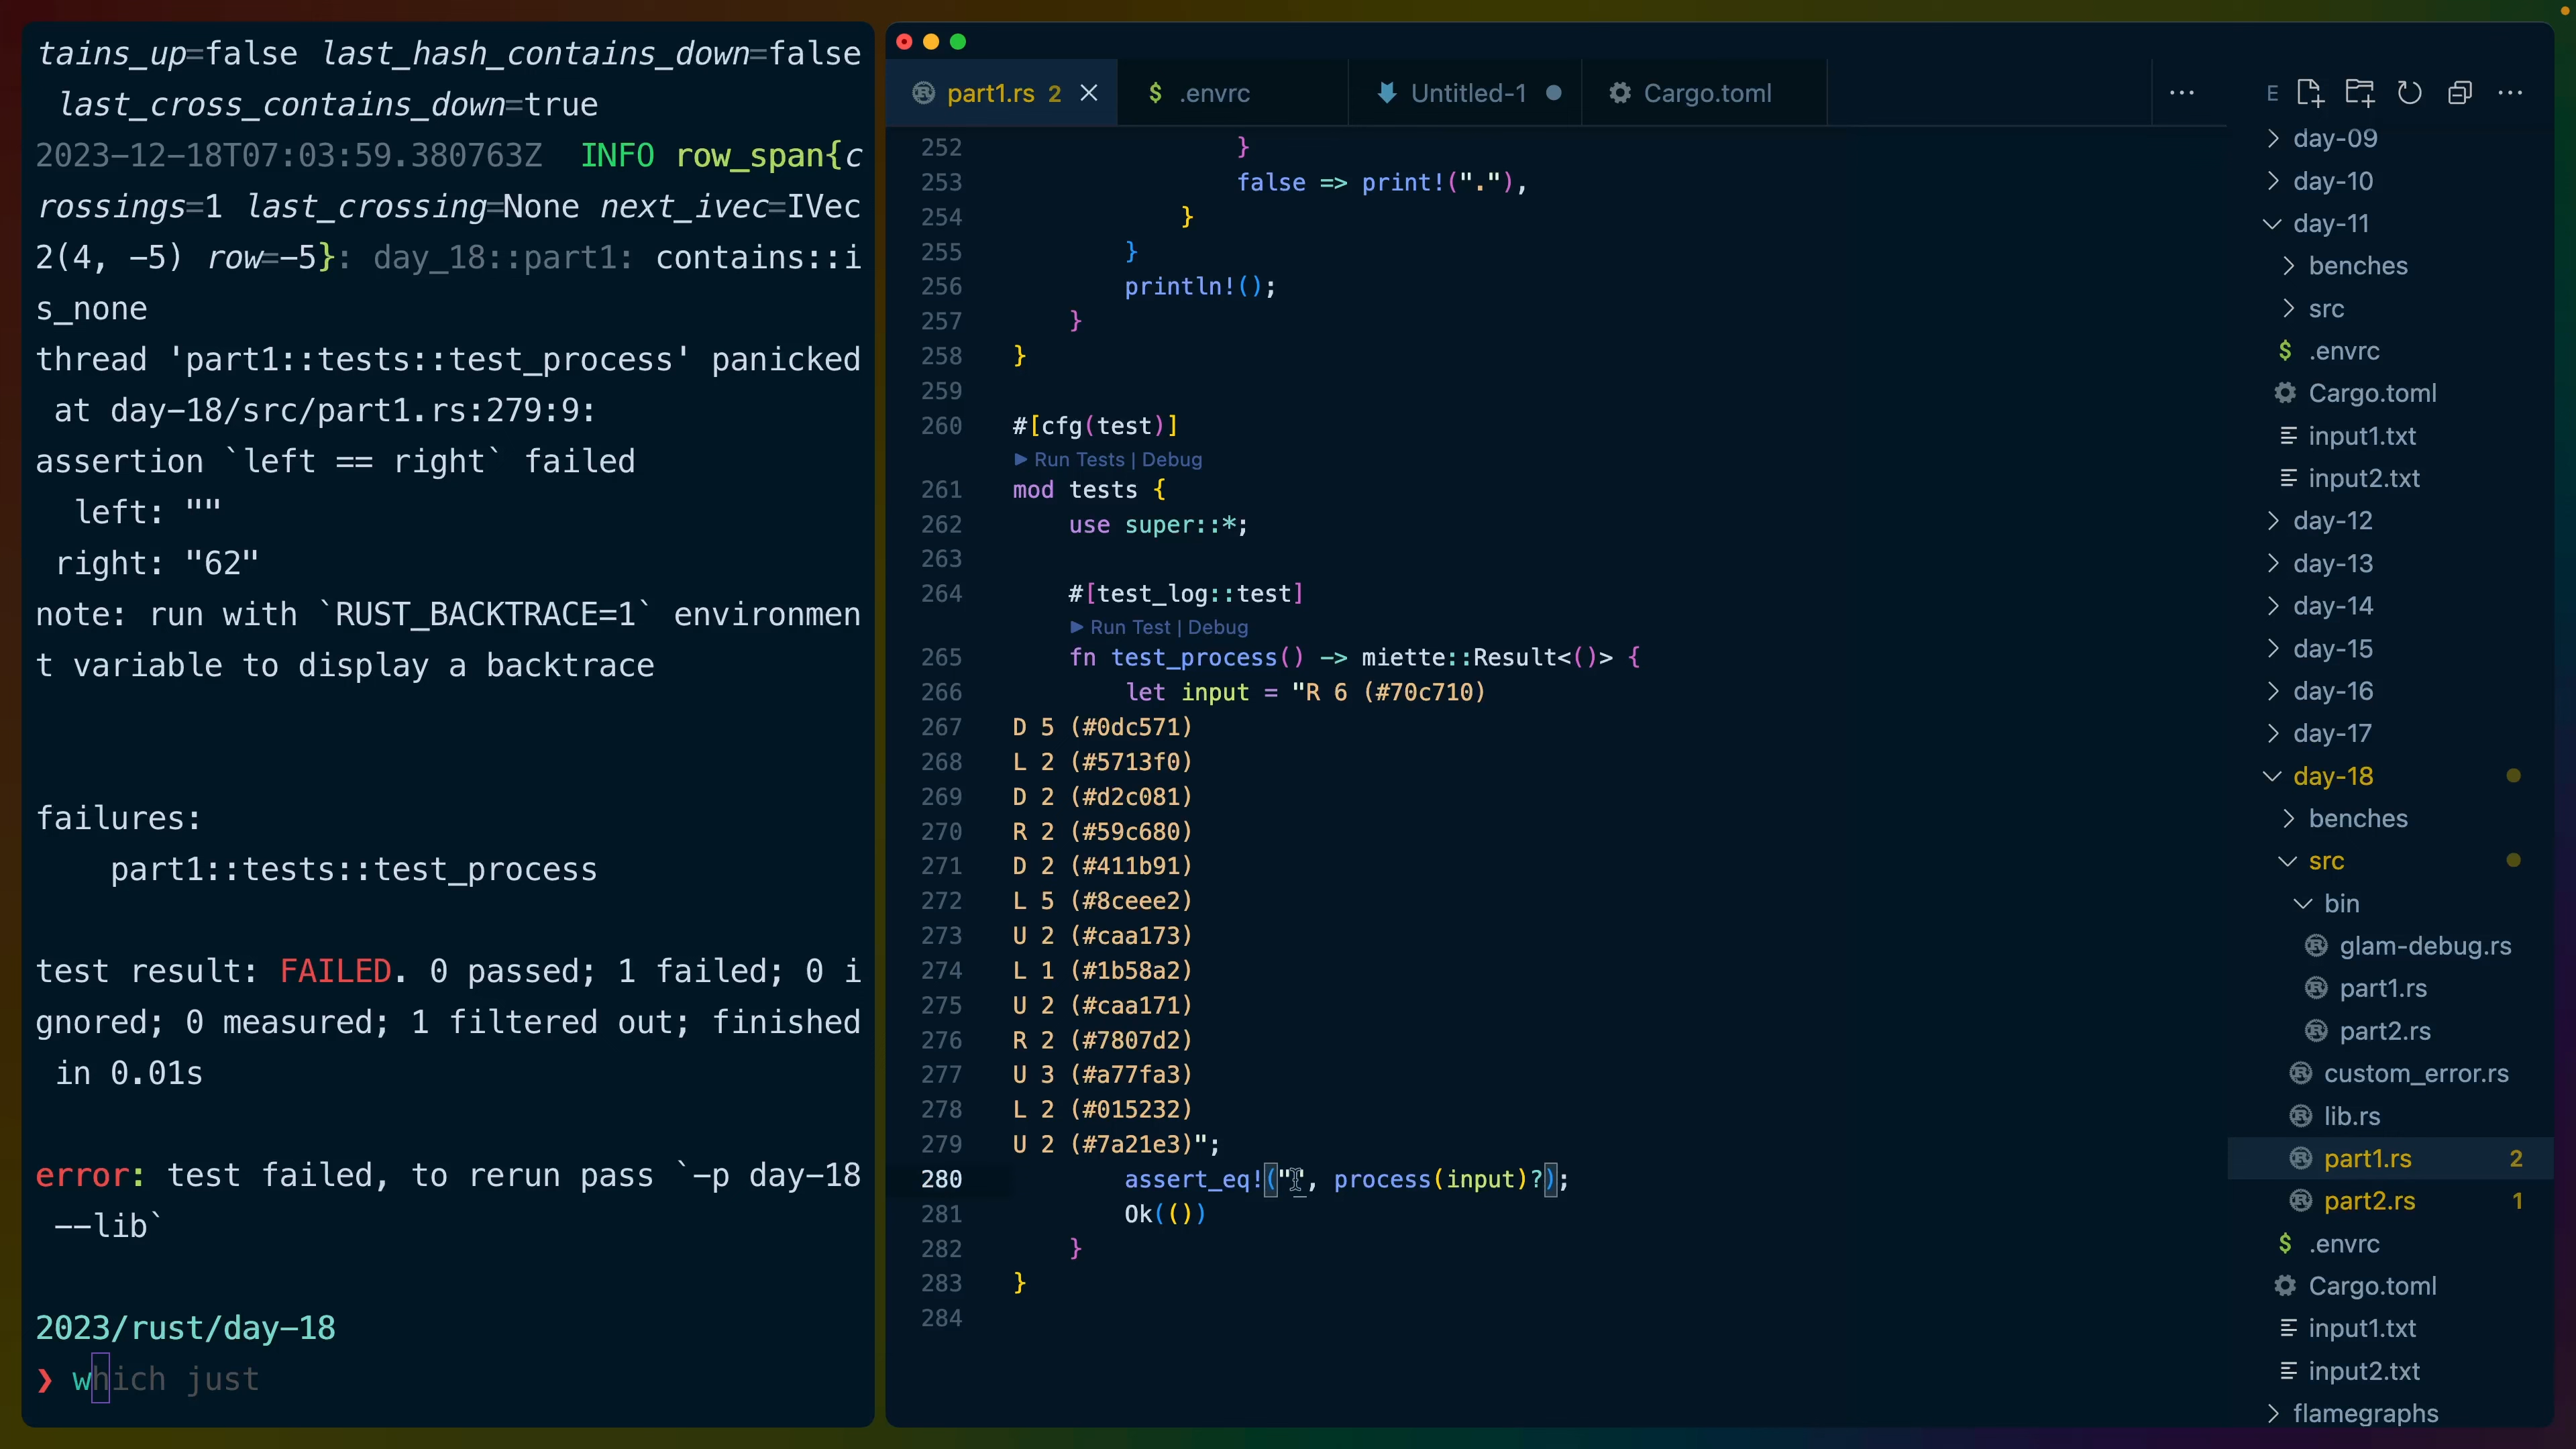 tains_up=false last_hash_contains_down=false
last_cross_contains_down=true
2023-12-18T07:03:59.380763Z  INFO row_span{c
rossings=1 last_crossing=None next_ivec=IVec
2(4, -5) row=-5}: day_18::part1: contains::i
s_none
thread 'part1::tests::test_process' panicked
at day-18/src/part1.rs:279:9:
assertion `left == right` failed
left: ""
right: "62"
note: run with `RUST_BACKTRACE=1` environmen
t variable to display a backtrace
failures:
part1::tests::test_process
test result: FAILED. 0 passed; 1 failed; 0 i
gnored; 0 measured; 1 filtered out; finished
in 0.01s
error: test failed, to rerun pass `-p day-18
--lib`
2023/rust/day-18
❯ which just
part1.rs 2
$ .envrc
Untitled-1
Cargo.toml
252 }
253 false => print!("."),
254 }
255 }
256 println!();
257 }
258 }
259
260 #[cfg(test)]
▶ Run Tests | Debug
261 mod tests {
262 use super::*;
263
264 #[test_log::test]
▶ Run Test | Debug
265 fn test_process() -> miette::Result<()> {
266 let input = "R 6 (#70c710)
267 D 5 (#0dc571)
268 L 2 (#5713f0)
269 D 2 (#d2c081)
270 R 2 (#59c680)
271 D 2 (#411b91)
272 L 5 (#8ceee2)
273 U 2 (#caa173)
274 L 1 (#1b58a2)
275 U 2 (#caa171)
276 R 2 (#7807d2)
277 U 3 (#a77fa3)
278 L 2 (#015232)
279 U 2 (#7a21e3)";
280 assert_eq!("", process(input)?);
281 Ok(())
282 }
283 }
284
E
day-09
day-10
day-11
benches
src
$ .envrc
Cargo.toml
input1.txt
input2.txt
day-12
day-13
day-14
day-15
day-16
day-17
day-18
benches
src
bin
glam-debug.rs
part1.rs
part2.rs
custom_error.rs
lib.rs
part1.rs 2
part2.rs 1
$ .envrc
Cargo.toml
input1.txt
input2.txt
flamegraphs